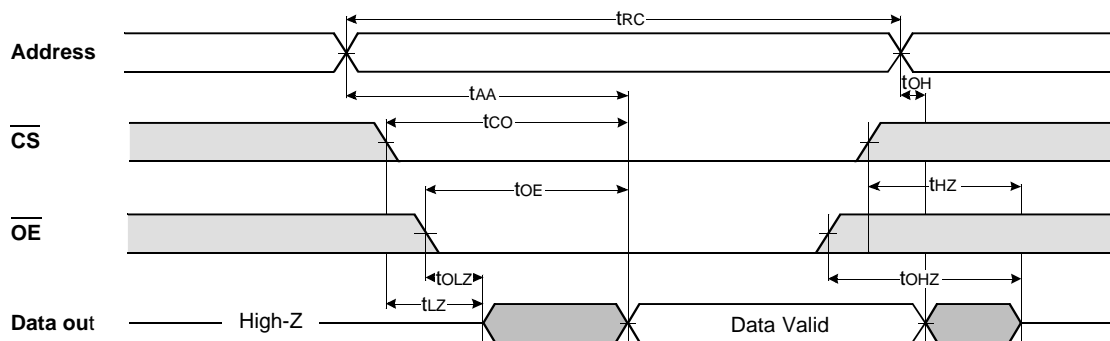 tRC
Address
tOH
tAA
CS
tCO
tHZ
tOE
OE
tOLZ
tOHZ
tLZ
Data out
High-Z
Data Valid